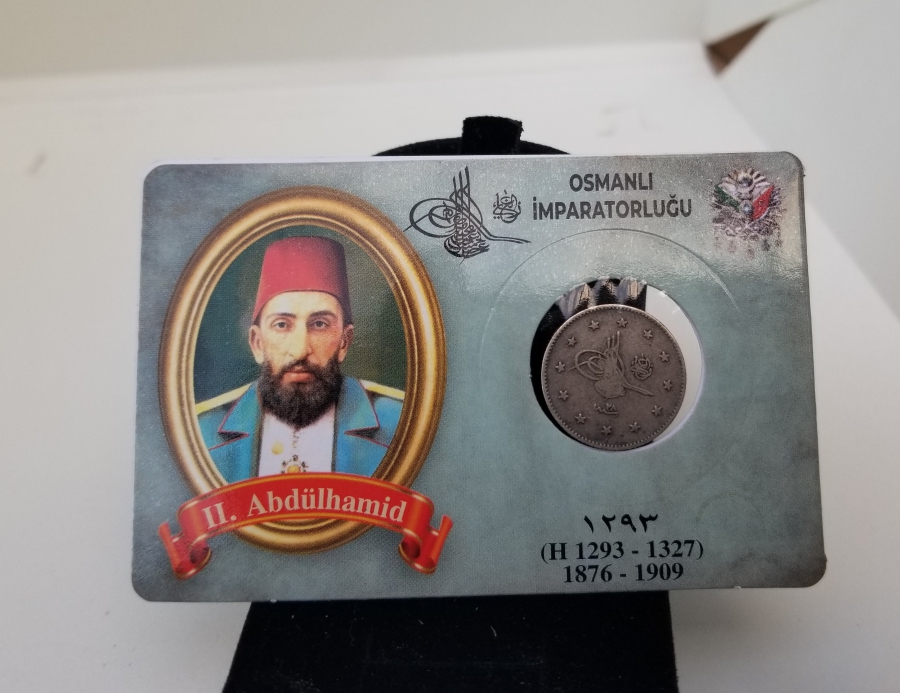 OSMANLI
İMPARATORLUĞU
II. Abdülhamid
١٢٩٣
(H 1293 - 1327)
1876 - 1909